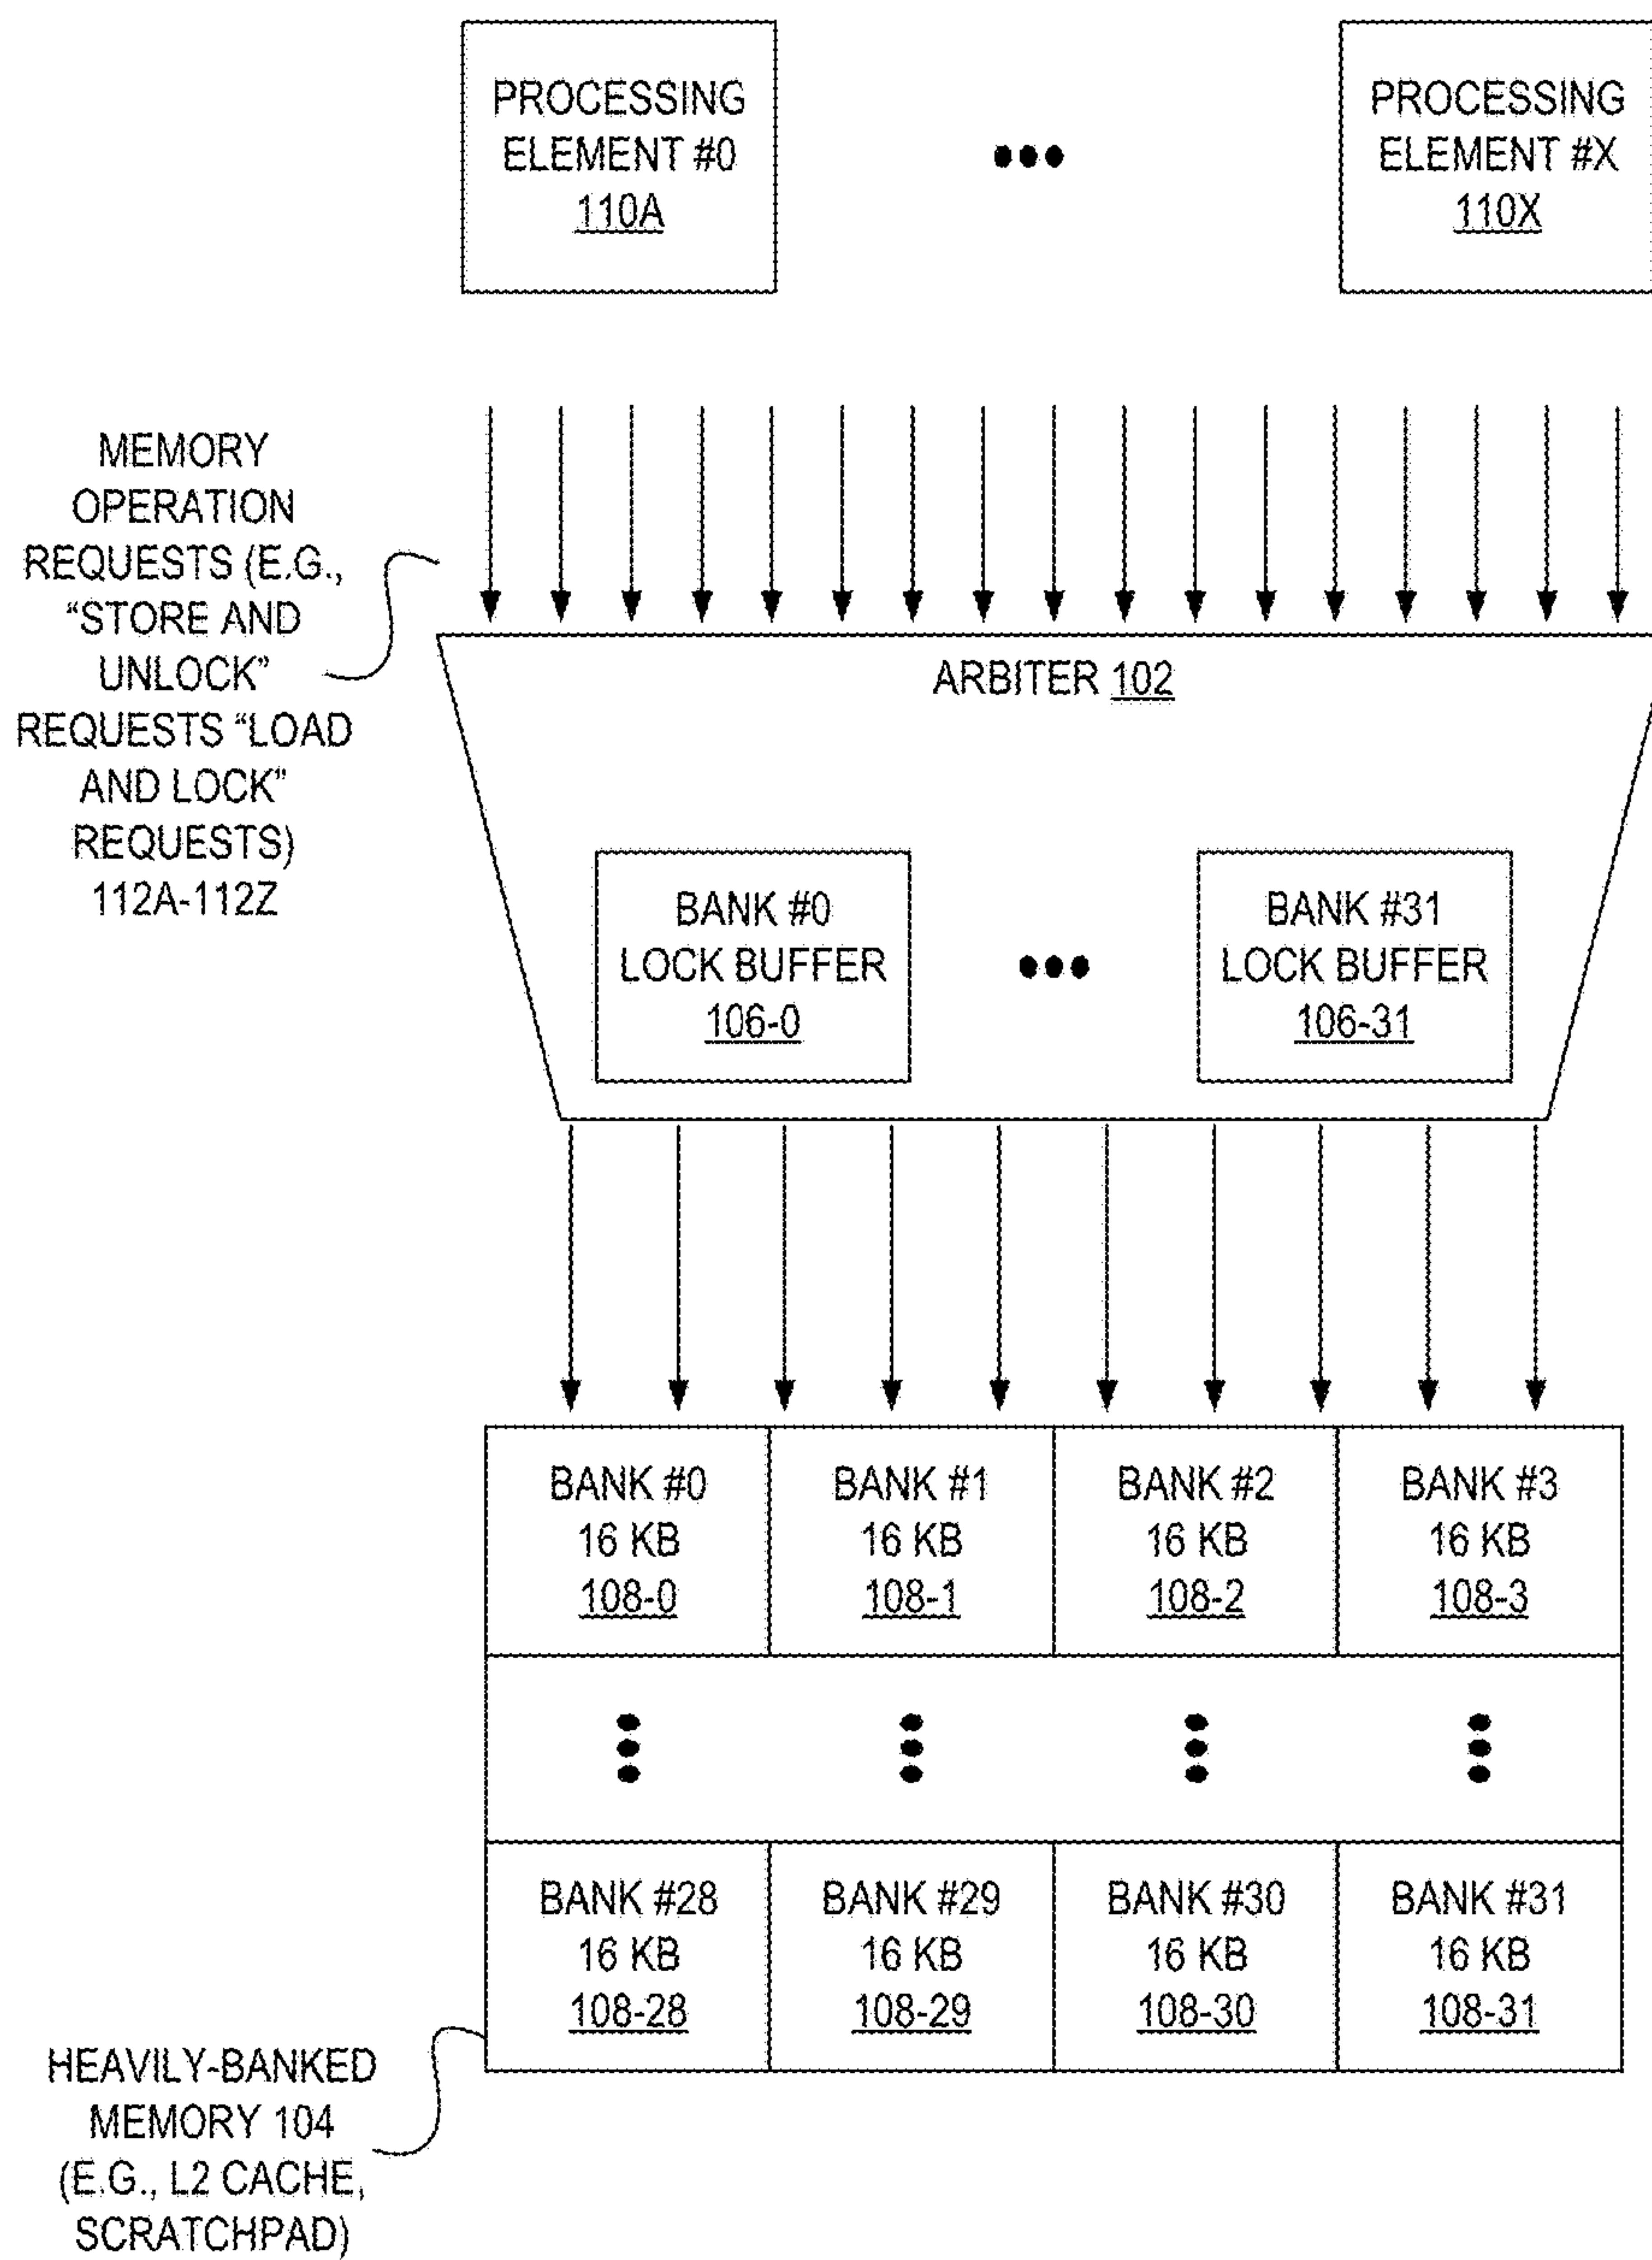 PROCESSING
ELEMENT #0
110A
PROCESSING
ELEMENT #X
110X
MEMORY
OPERATION
REQUESTS (E.G.,
“STORE AND
UNLOCK”
REQUESTS “LOAD
AND LOCK”
REQUESTS)
112A-112Z
ARBITER 102
BANK #0
LOCK BUFFER
106-0
BANK #31
LOCK BUFFER
106-31
BANK #0
16 KB
108-0
BANK #1
16 KB
108-1
BANK #2
16 KB
108-2
BANK #3
16 KB
108-3
BANK #28
16 KB
108-28
BANK #29
16 KB
108-29
BANK #30
16 KB
108-30
BANK #31
16 KB
108-31
HEAVILY-BANKED
MEMORY 104
(E.G., L2 CACHE,
SCRATCHPAD)